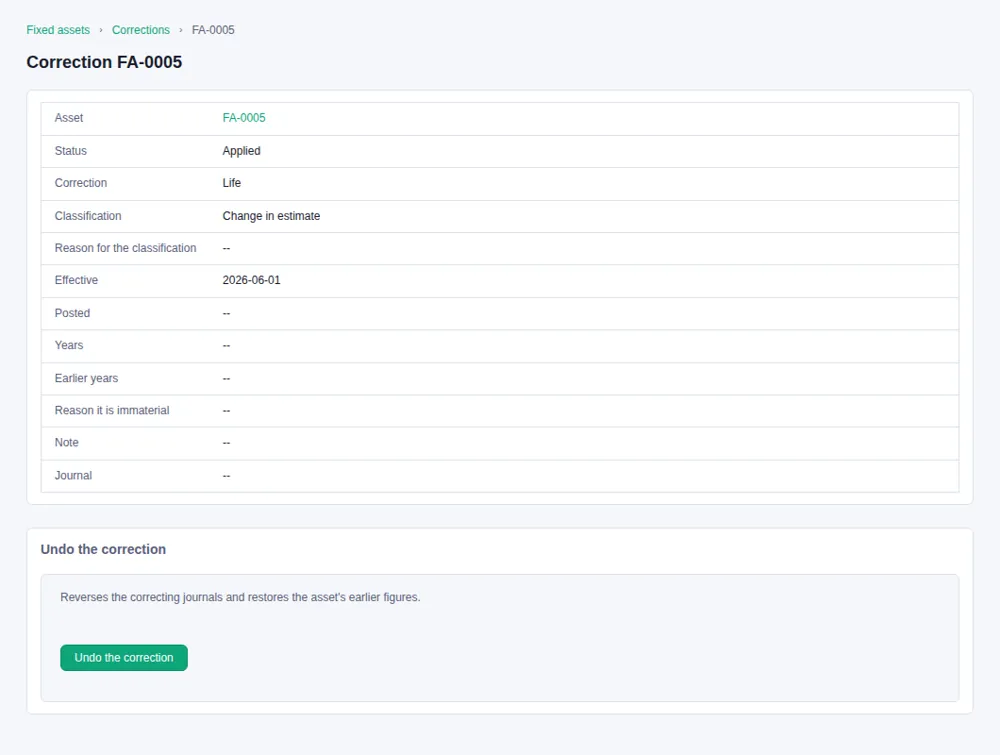 Fixed assets › Corrections › FA-0005
Correction FA-0005
Asset FA-0005
Status Applied
Correction Life
Classification Change in estimate
Reason for the classification --
Effective 2026-06-01
Posted --
Years --
Earlier years --
Reason it is immaterial --
Note --
Journal --
Undo the correction
Reverses the correcting journals and restores the asset's earlier figures.
Undo the correction